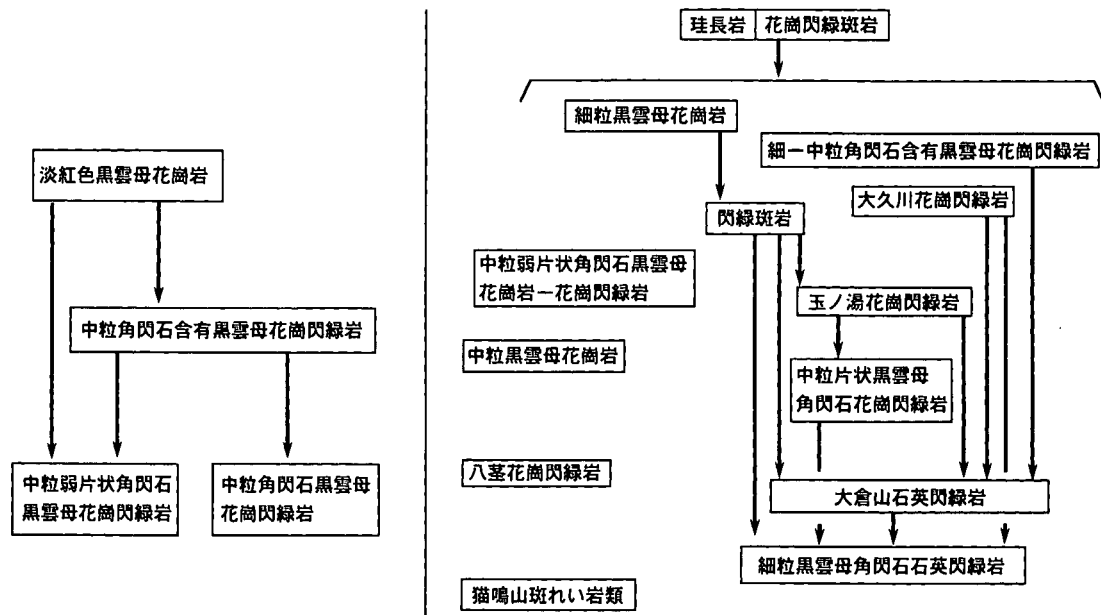 淡紅色黒雲母花崗岩
中粒角閃石含有黒雲母花崗閃緑岩
中粒弱片状角閃石
黒雲母花崗閃緑岩
中粒角閃石黒雲母
花崗閃緑岩
珪長岩
花崗閃緑斑岩
細粒黒雲母花崗岩
細一中粒角閃石含有黒雲母花崗閃緑岩
大久川花崗閃緑岩
閃緑斑岩
中粒弱片状角閃石黒雲母
花崗岩一花崗閃緑岩
玉ノ湯花崗閃緑岩
中粒黒雲母花崗岩
中粒片状黒雲母
角閃石花崗閃緑岩
八茎花崗閃緑岩
大倉山石英閃緑岩
細粒黒雲母角閃石石英閃緑岩
猫鳴山斑れい岩類